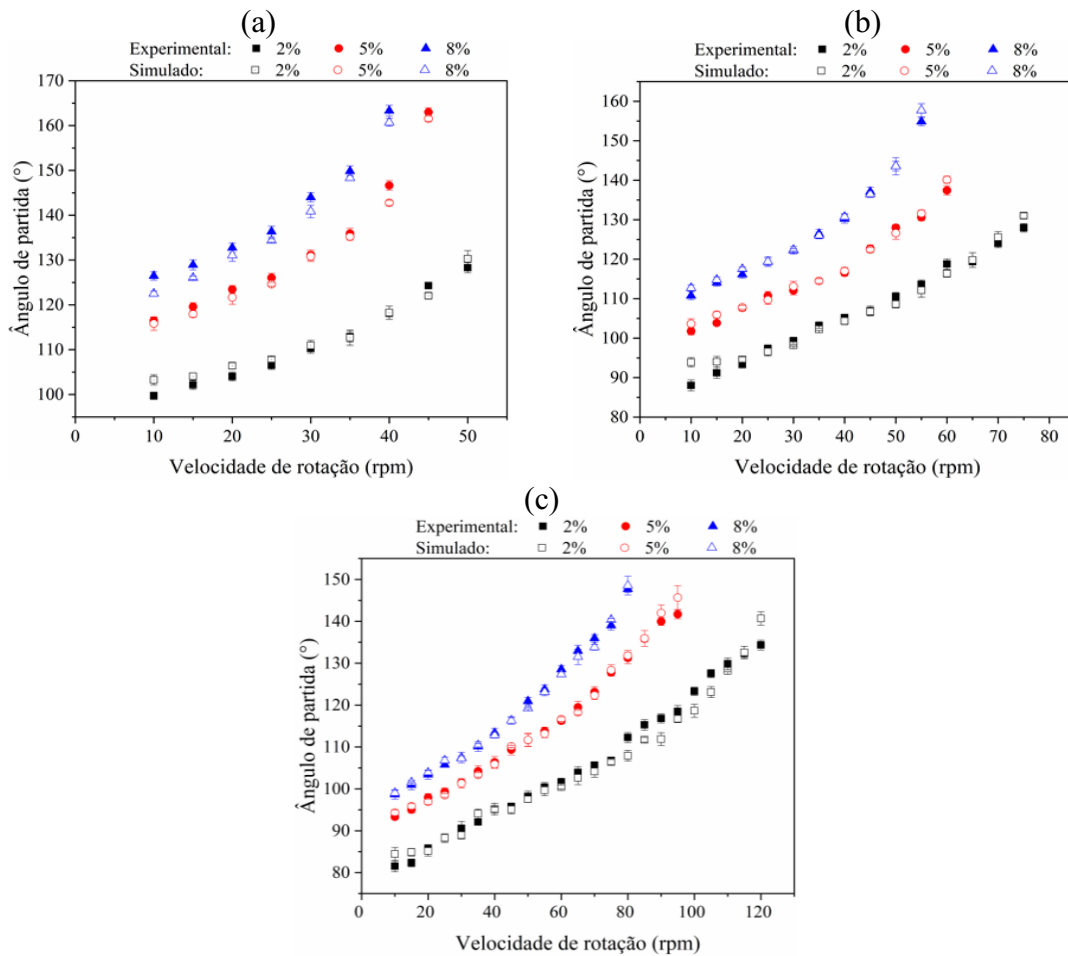 (a)
Experimental: 2% 5% 8%
Simulado: 2% 5% 8%
170
160
150
140
130
120
110
100
Ângulo de partida (°)
0 10 20 30 40 50
Velocidade de rotação (rpm)
(b)
Experimental: 2% 5% 8%
Simulado: 2% 5% 8%
160
150
140
130
120
110
100
90
80
Ângulo de partida (°)
0 10 20 30 40 50 60 70 80
Velocidade de rotação (rpm)
(c)
Experimental: 2% 5% 8%
Simulado: 2% 5% 8%
150
140
130
120
110
100
90
80
Ângulo de partida (°)
0 20 40 60 80 100 120
Velocidade de rotação (rpm)